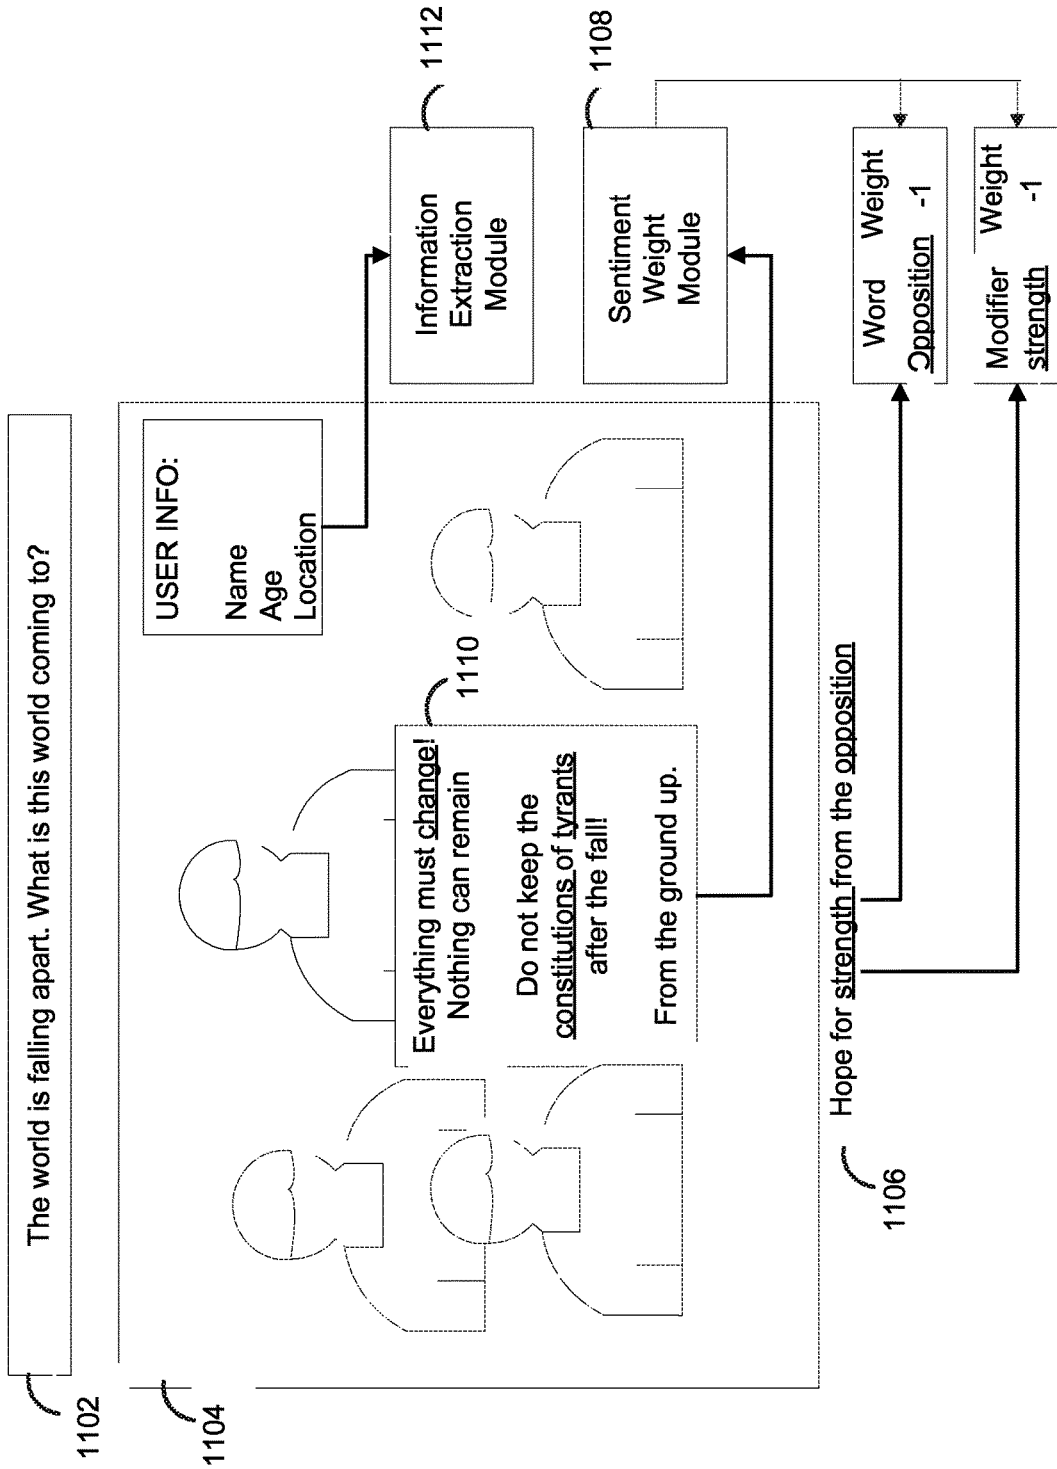 1102
The world is falling apart. What is this world coming to?
1104
USER INFO:
Name
Age
Location
1112
Information
Extraction
Module
1110
Everything must change!
Nothing can remain
Do not keep the
constitutions of tyrants
after the fall!
From the ground up.
1108
Sentiment
Weight
Module
1106
Hope for strength from the opposition
Word Weight
Opposition -1
Modifier Weight
strength -1